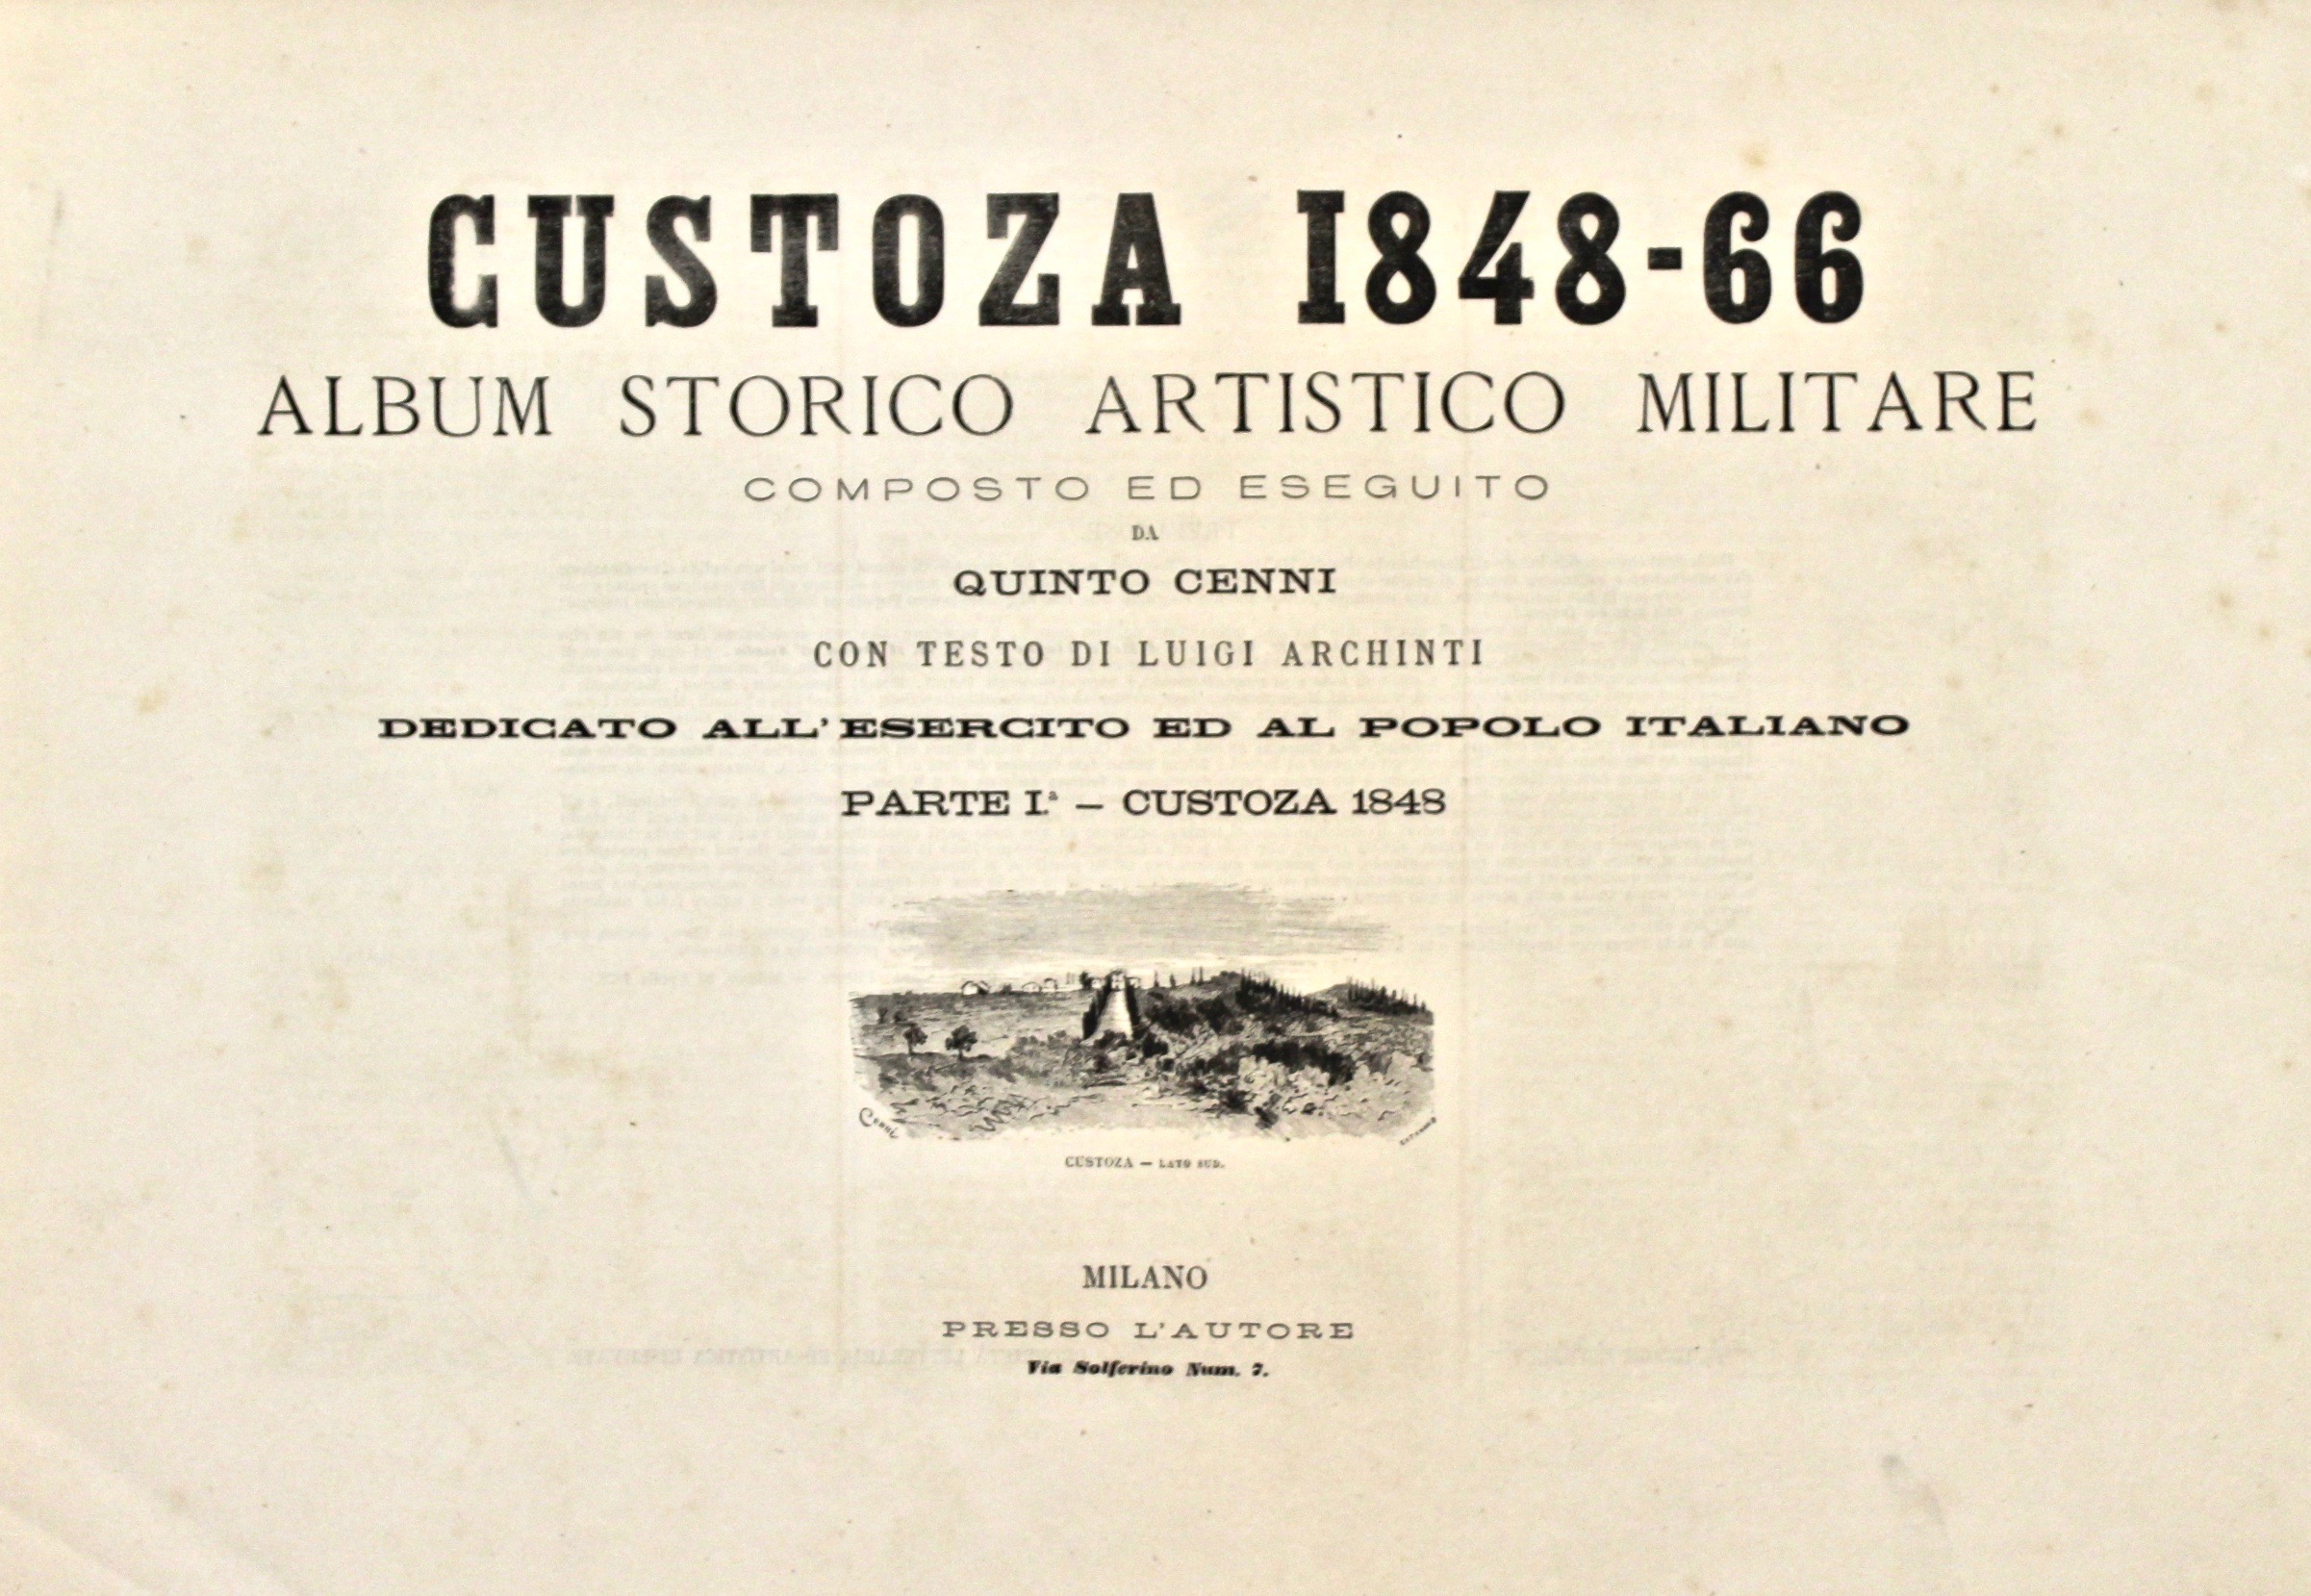 CUSTOZA 1848-66
ALBUM STORICO ARTISTICO MILITARE
COMPOSTO ED ESEGUITO
DA
QUINTO CENNI
CON TESTO DI LUIGI ARCHINTI
DEDICATO ALL'ESERCITO ED AL POPOLO ITALIANO
PARTE I.ª — CUSTOZA 1848
Cenni
CUSTOZA — LATO SUD.
MILANO
PRESSO L'AUTORE
Via Solferino Num. 7.